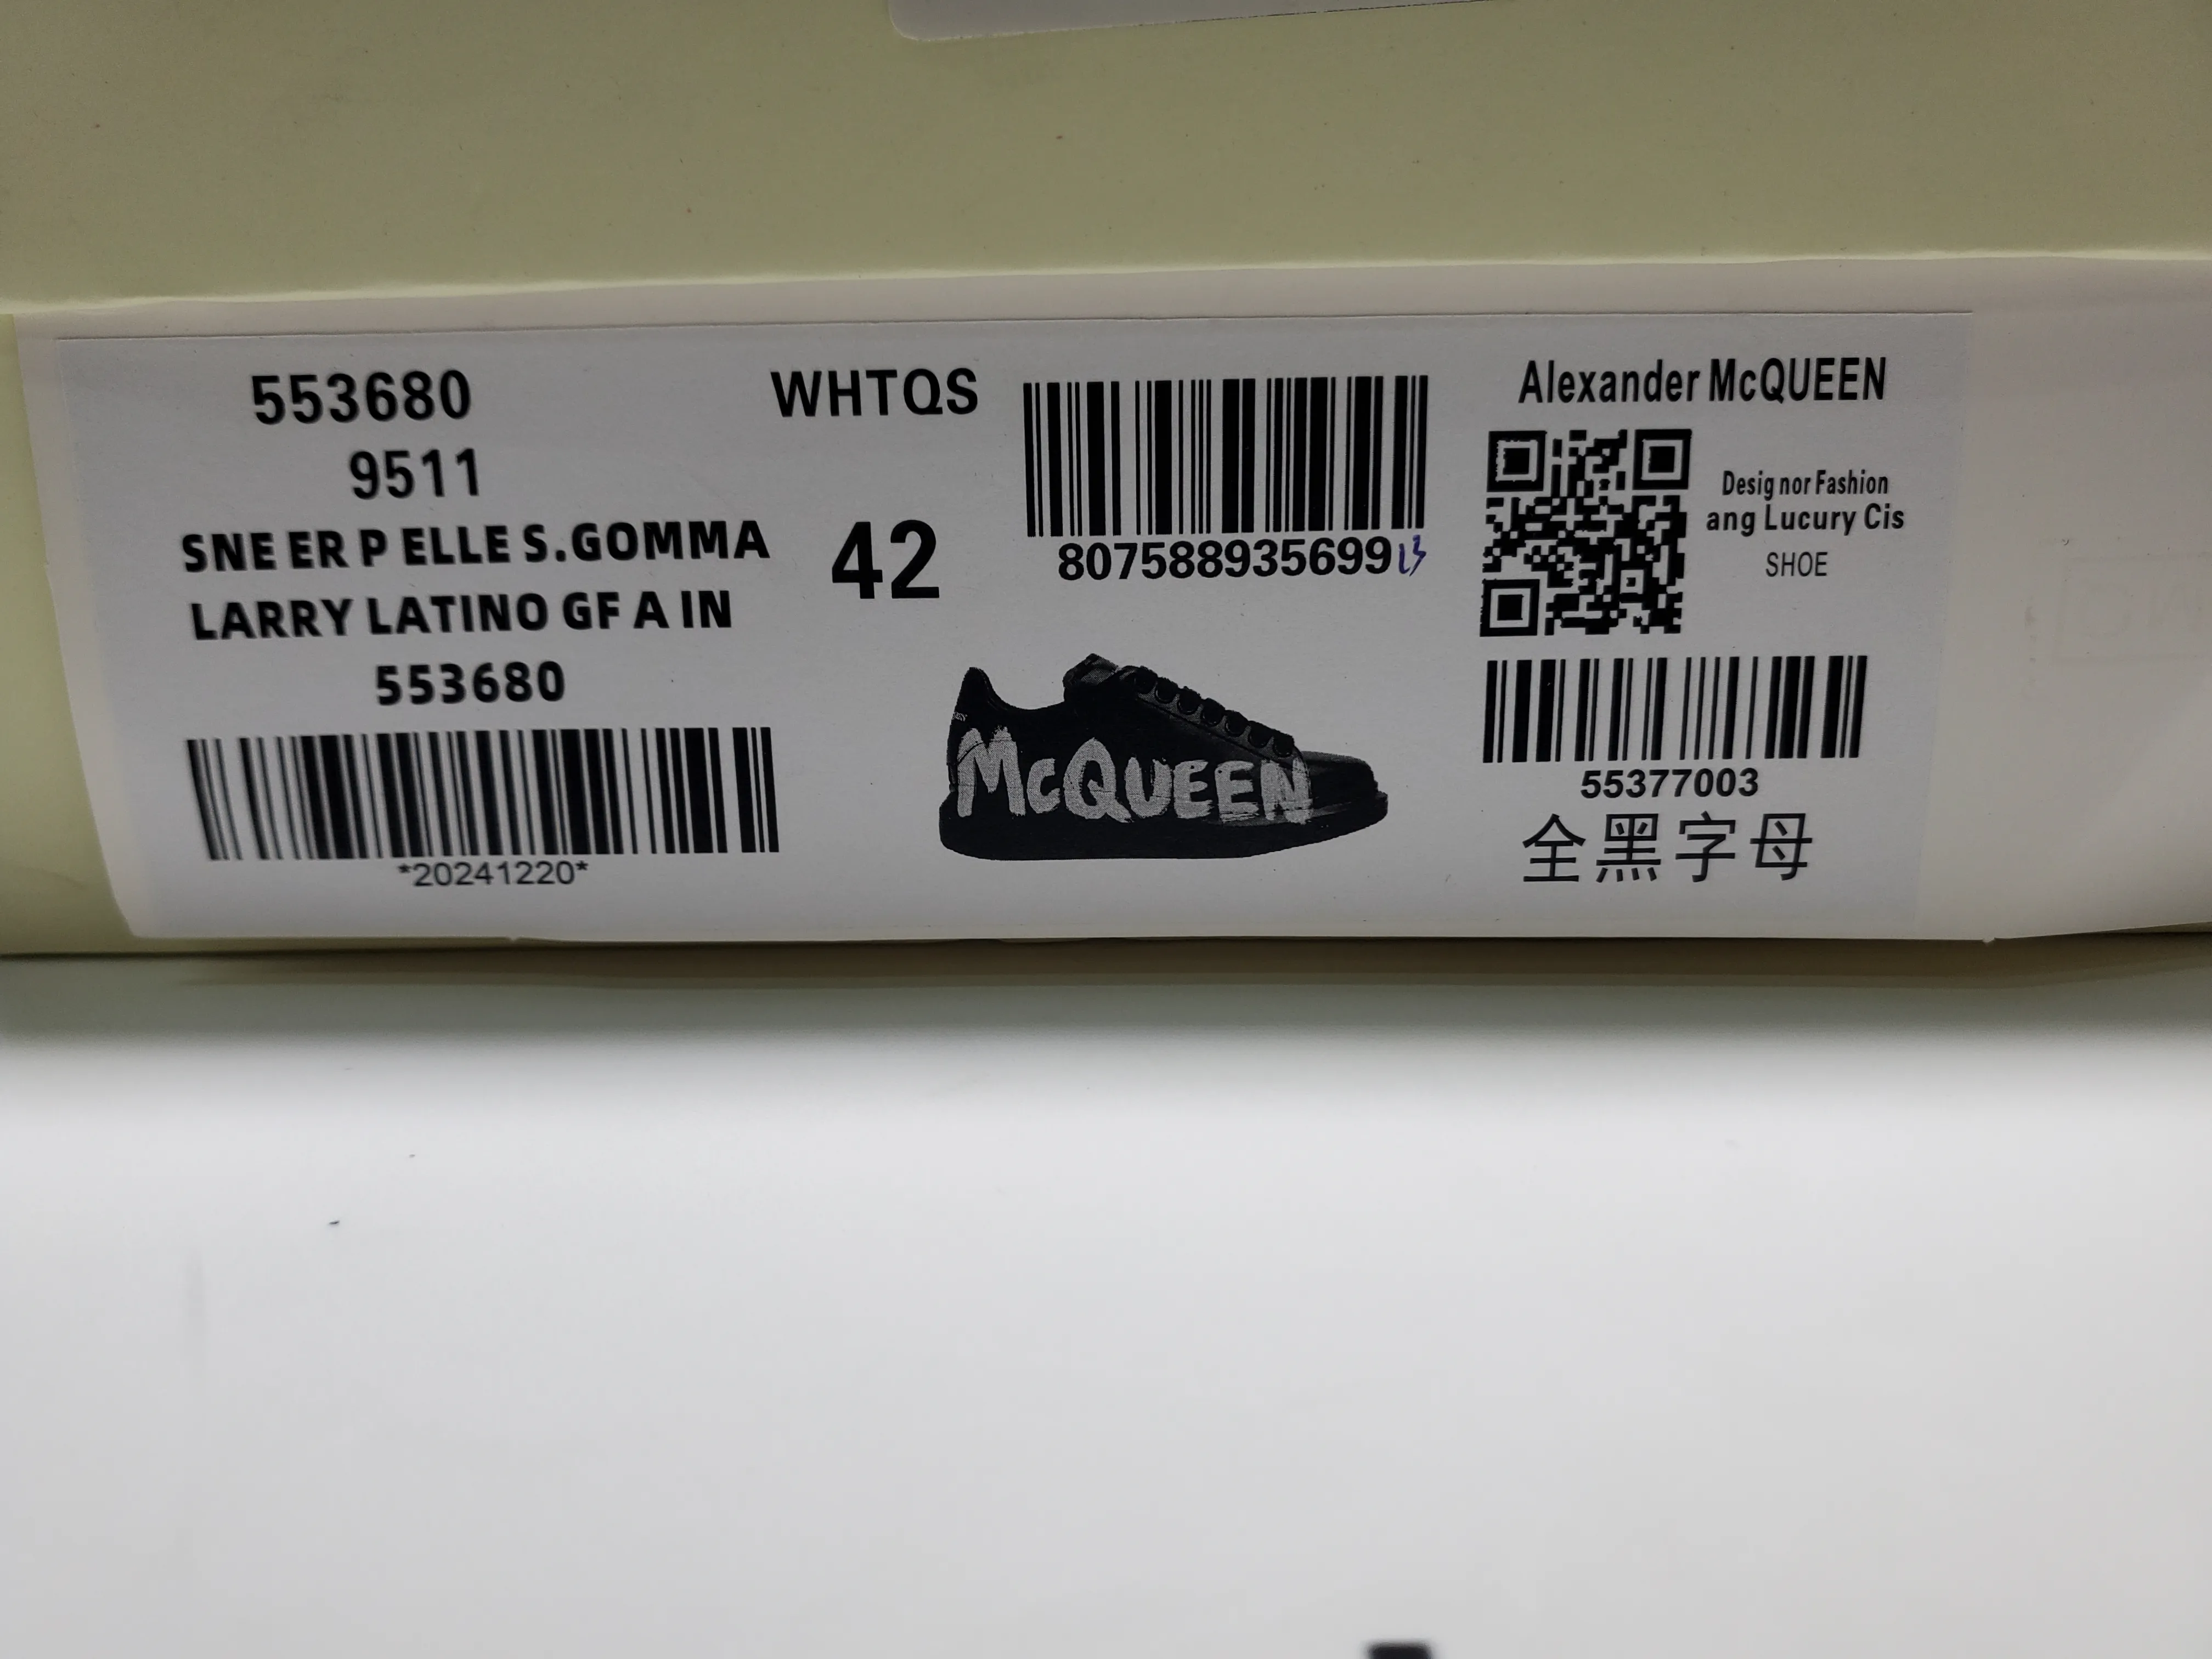 553680
9511
SNE ER P ELLE S.GOMMA
LARRY LATINO GF A IN
553680
*20241220*
WHTQS
42
807588935699
McQUEEN
Alexander McQUEEN
Desig nor Fashion
ang Lucury Cis
SHOE
55377003
全黑字母